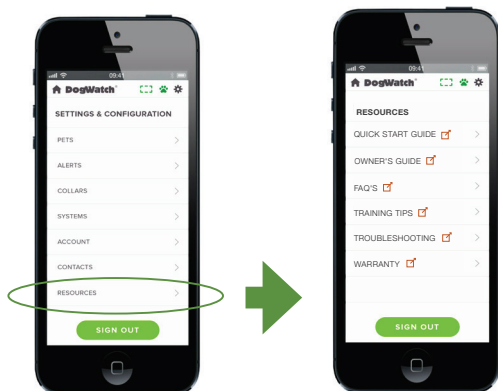 09:41
DogWatch®
SETTINGS & CONFIGURATION
PETS
ALERTS
COLLARS
SYSTEMS
ACCOUNT
CONTACTS
RESOURCES
SIGN OUT
09:41
DogWatch®
RESOURCES
QUICK START GUIDE
OWNER'S GUIDE
FAQ'S
TRAINING TIPS
TROUBLESHOOTING
WARRANTY
SIGN OUT